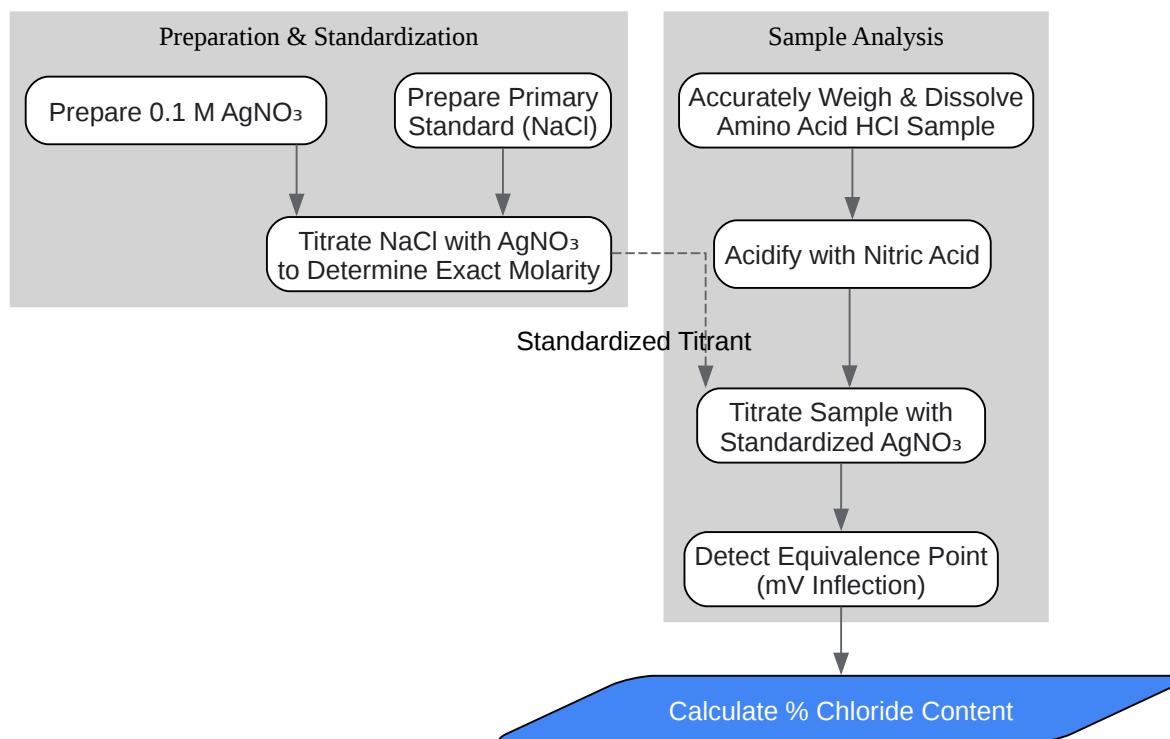 Preparation & Standardization
Prepare 0.1 M AgNO₃
Prepare Primary
Standard (NaCl)
Titrate NaCl with AgNO₃
to Determine Exact Molarity
Standardized Titrant
Sample Analysis
Accurately Weigh & Dissolve
Amino Acid HCl Sample
Acidify with Nitric Acid
Titrate Sample with
Standardized AgNO₃
Detect Equivalence Point
(mV Inflection)
Calculate % Chloride Content